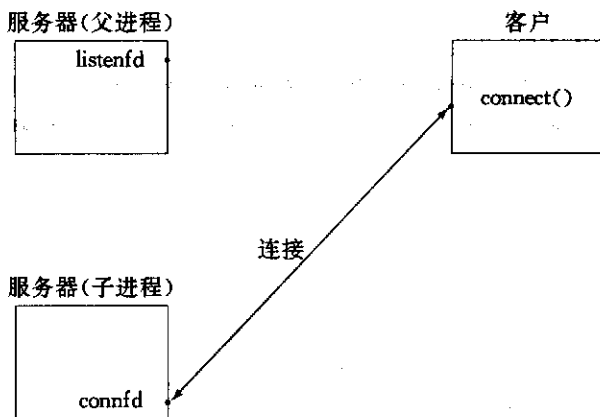 服务器(父进程)
listenfd
客户
connect()
连接
服务器(子进程)
connfd